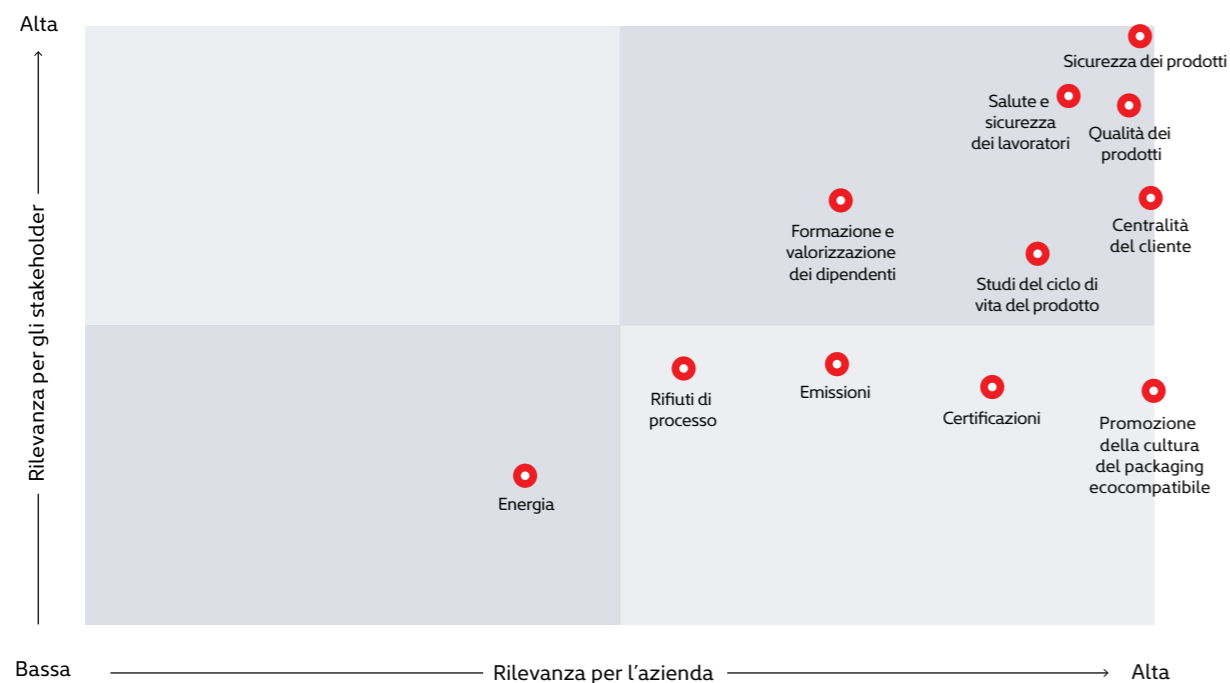 Alta
Rilevanza per gli stakeholder
Sicurezza dei prodotti
Salute e
sicurezza
dei lavoratori
Qualità dei
prodotti
Centralità
del cliente
Formazione e
valorizzazione
dei dipendenti
Studi del ciclo di
vita del prodotto
Rifiuti di
processo
Emissioni
Certificazioni
Promozione
della cultura
del packaging
ecocompatibile
Energia
Bassa
Rilevanza per l’azienda
Alta